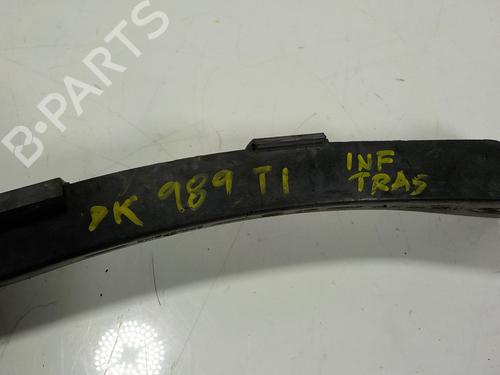 B-PARTS
DK 989 TI
INF
TRAS